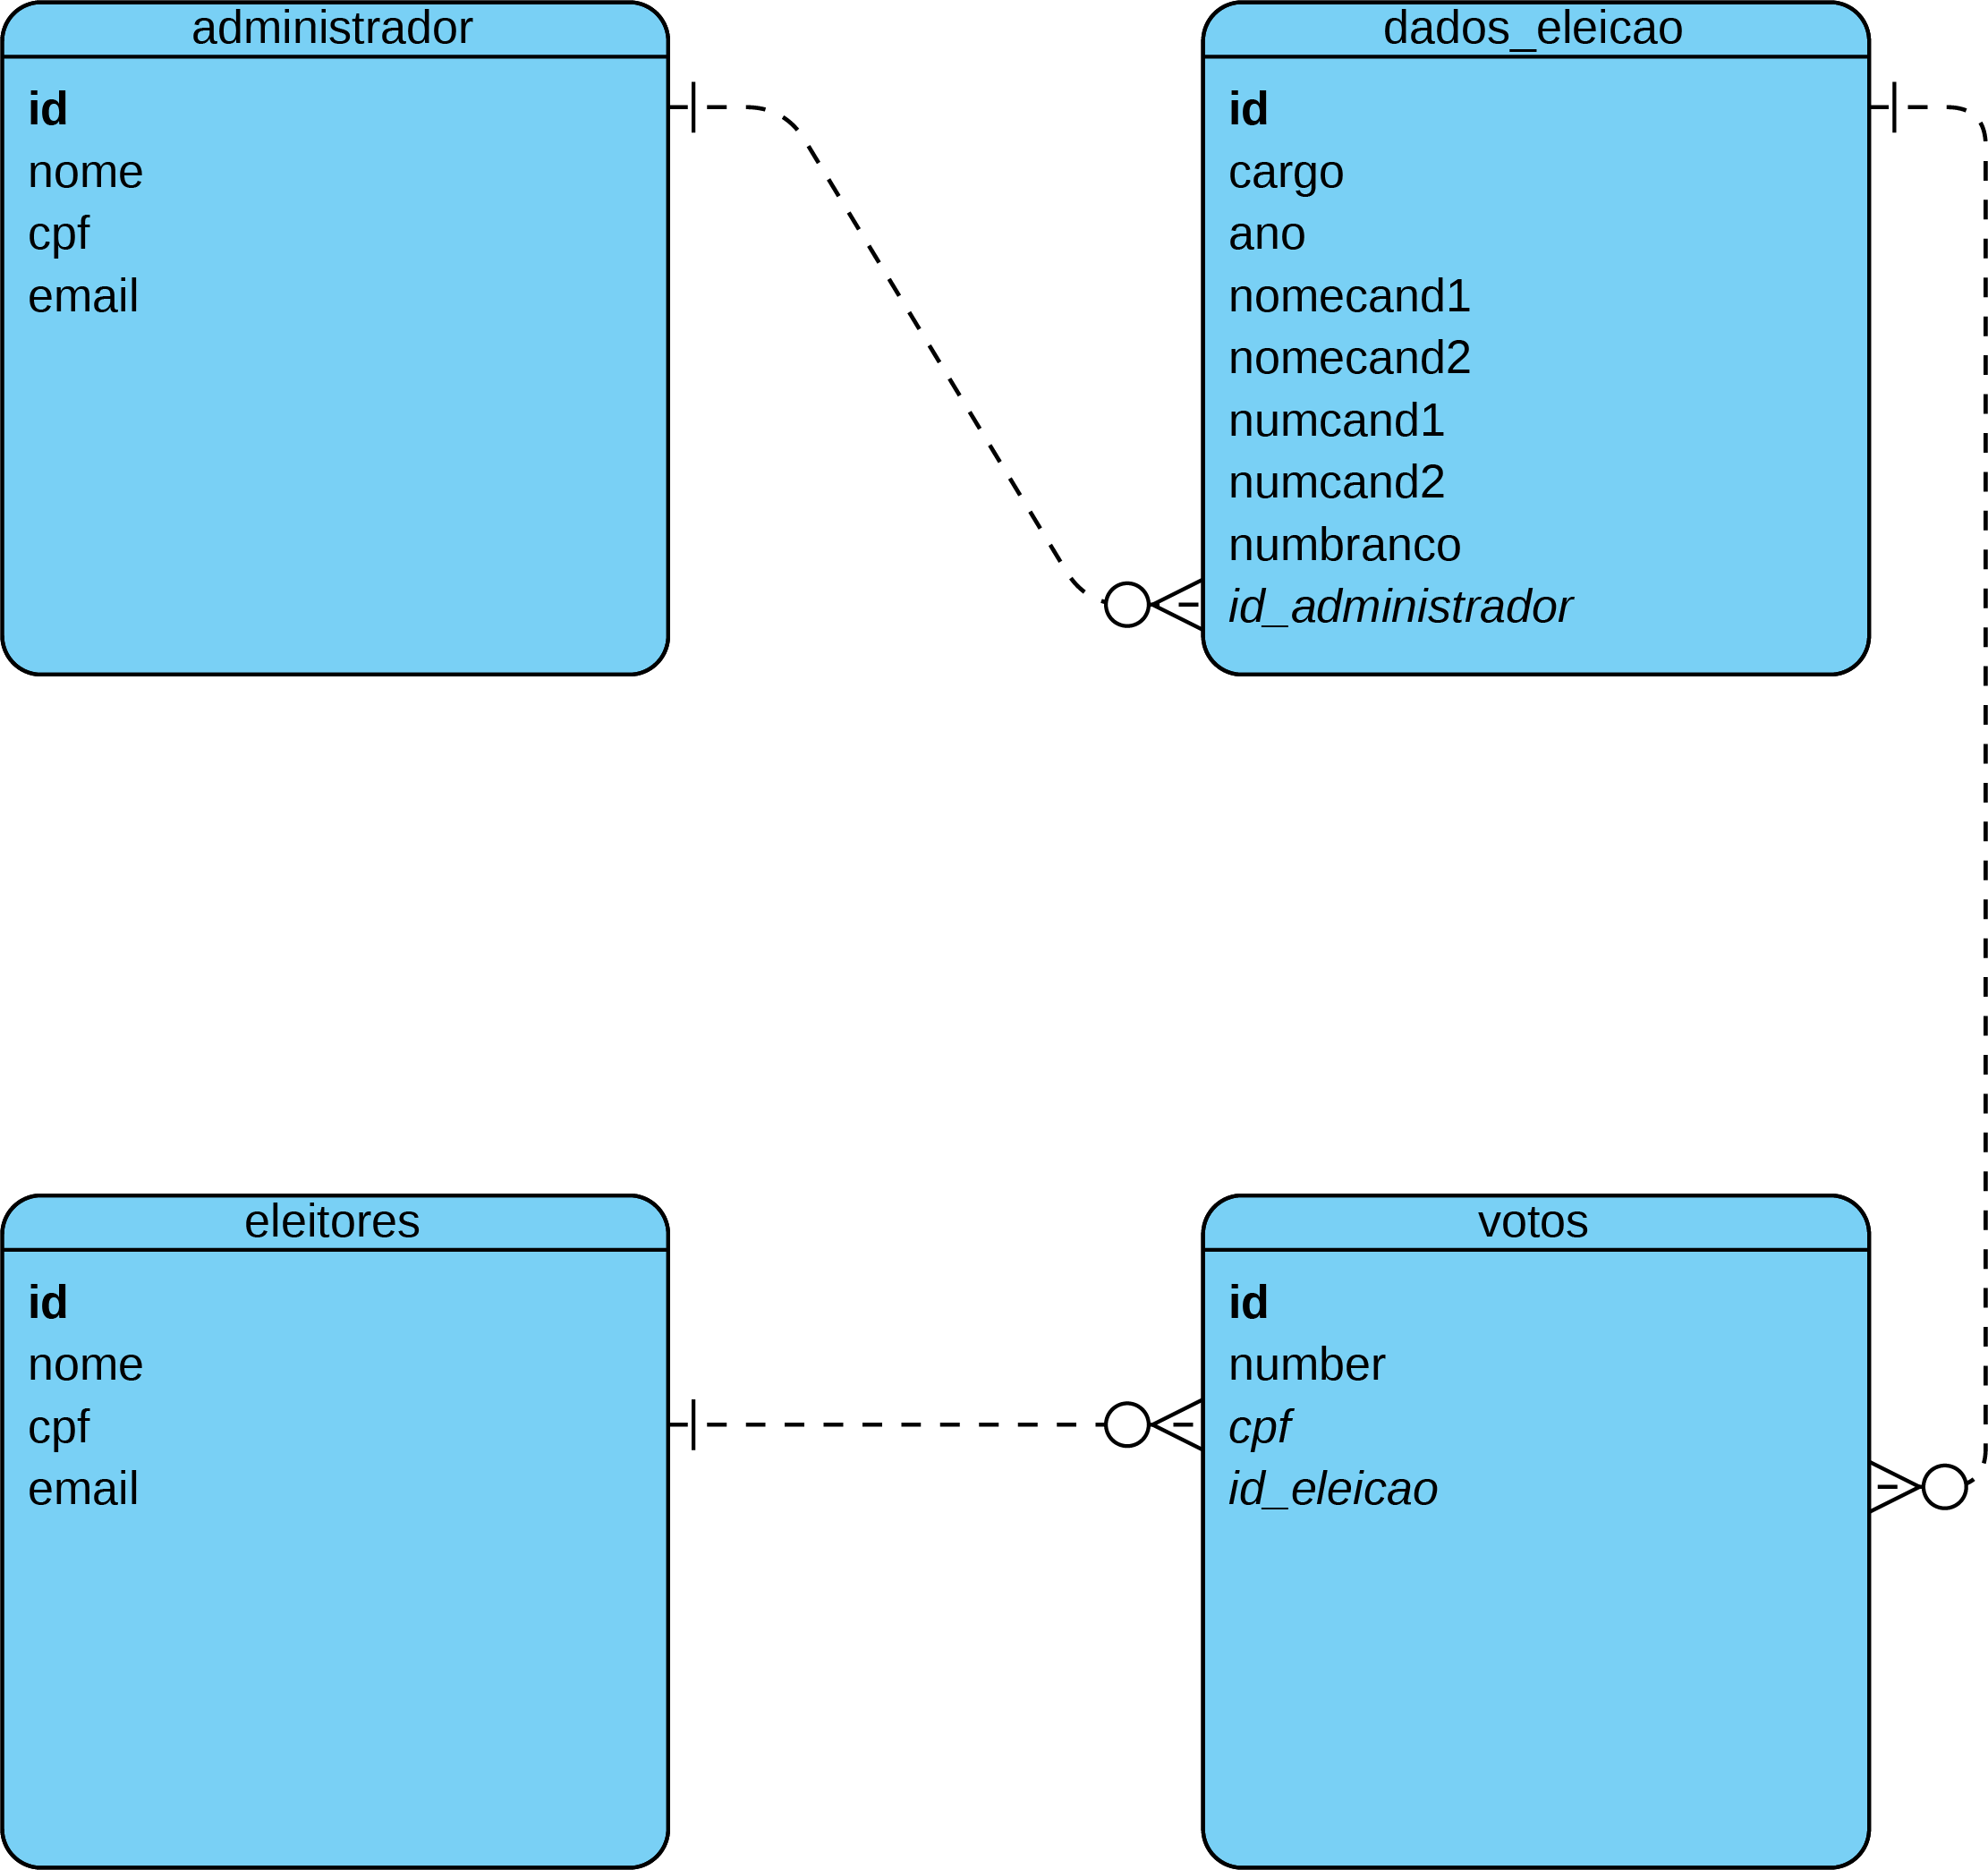 administrador
id
nome
cpf
email
dados_eleicao
id
cargo
ano
nomecand1
nomecand2
numcand1
numcand2
numbranco
id_administrador
eleitores
id
nome
cpf
email
votos
id
number
cpf
id_eleicao